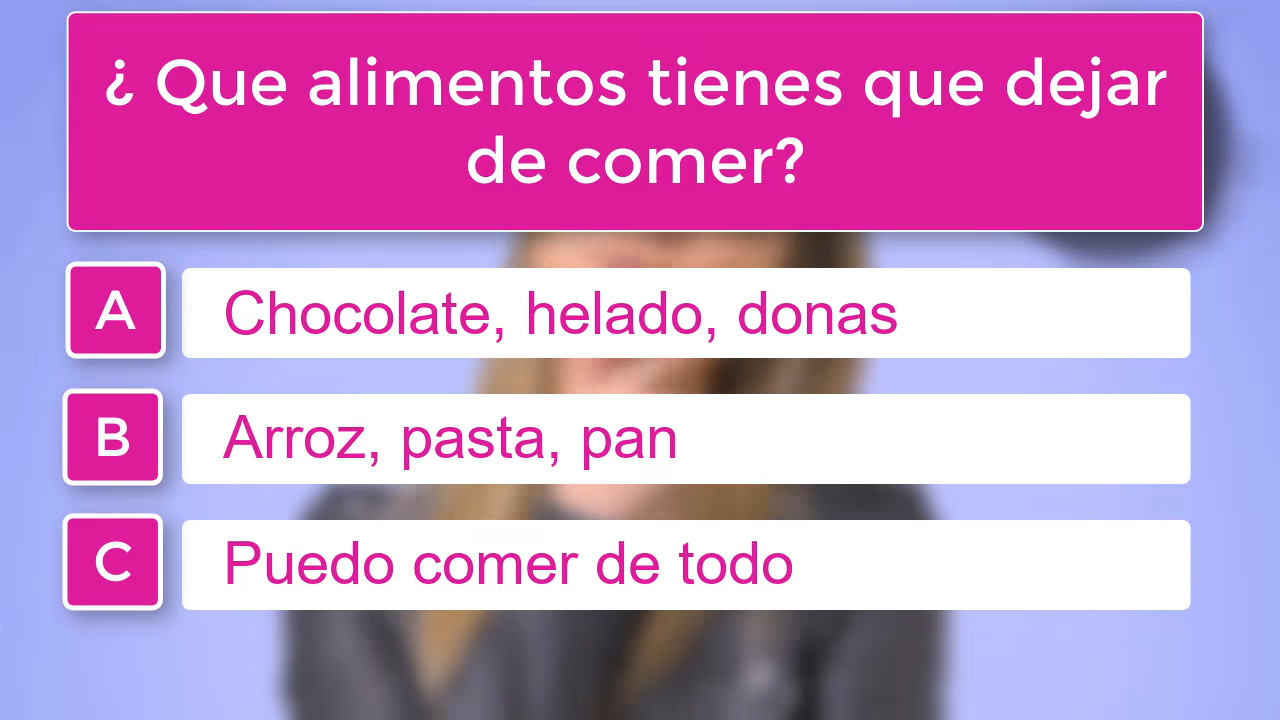 ¿ Que alimentos tienes que dejar
de comer?
A Chocolate, helado, donas
B Arroz, pasta, pan
C Puedo comer de todo